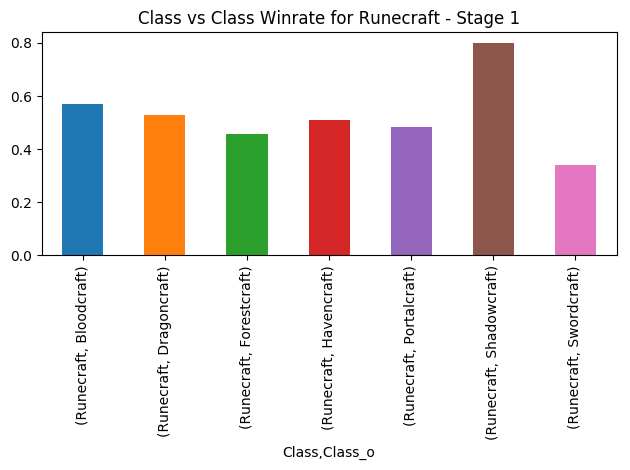 Class vs Class Winrate for Runecraft - Stage 1
0.8
0.6
0.4
0.2
0.0
(Runecraft, Bloodcraft)
(Runecraft, Dragoncraft)
(Runecraft, Forestcraft)
(Runecraft, Havencraft)
(Runecraft, Portalcraft)
(Runecraft, Shadowcraft)
(Runecraft, Swordcraft)
Class,Class_o